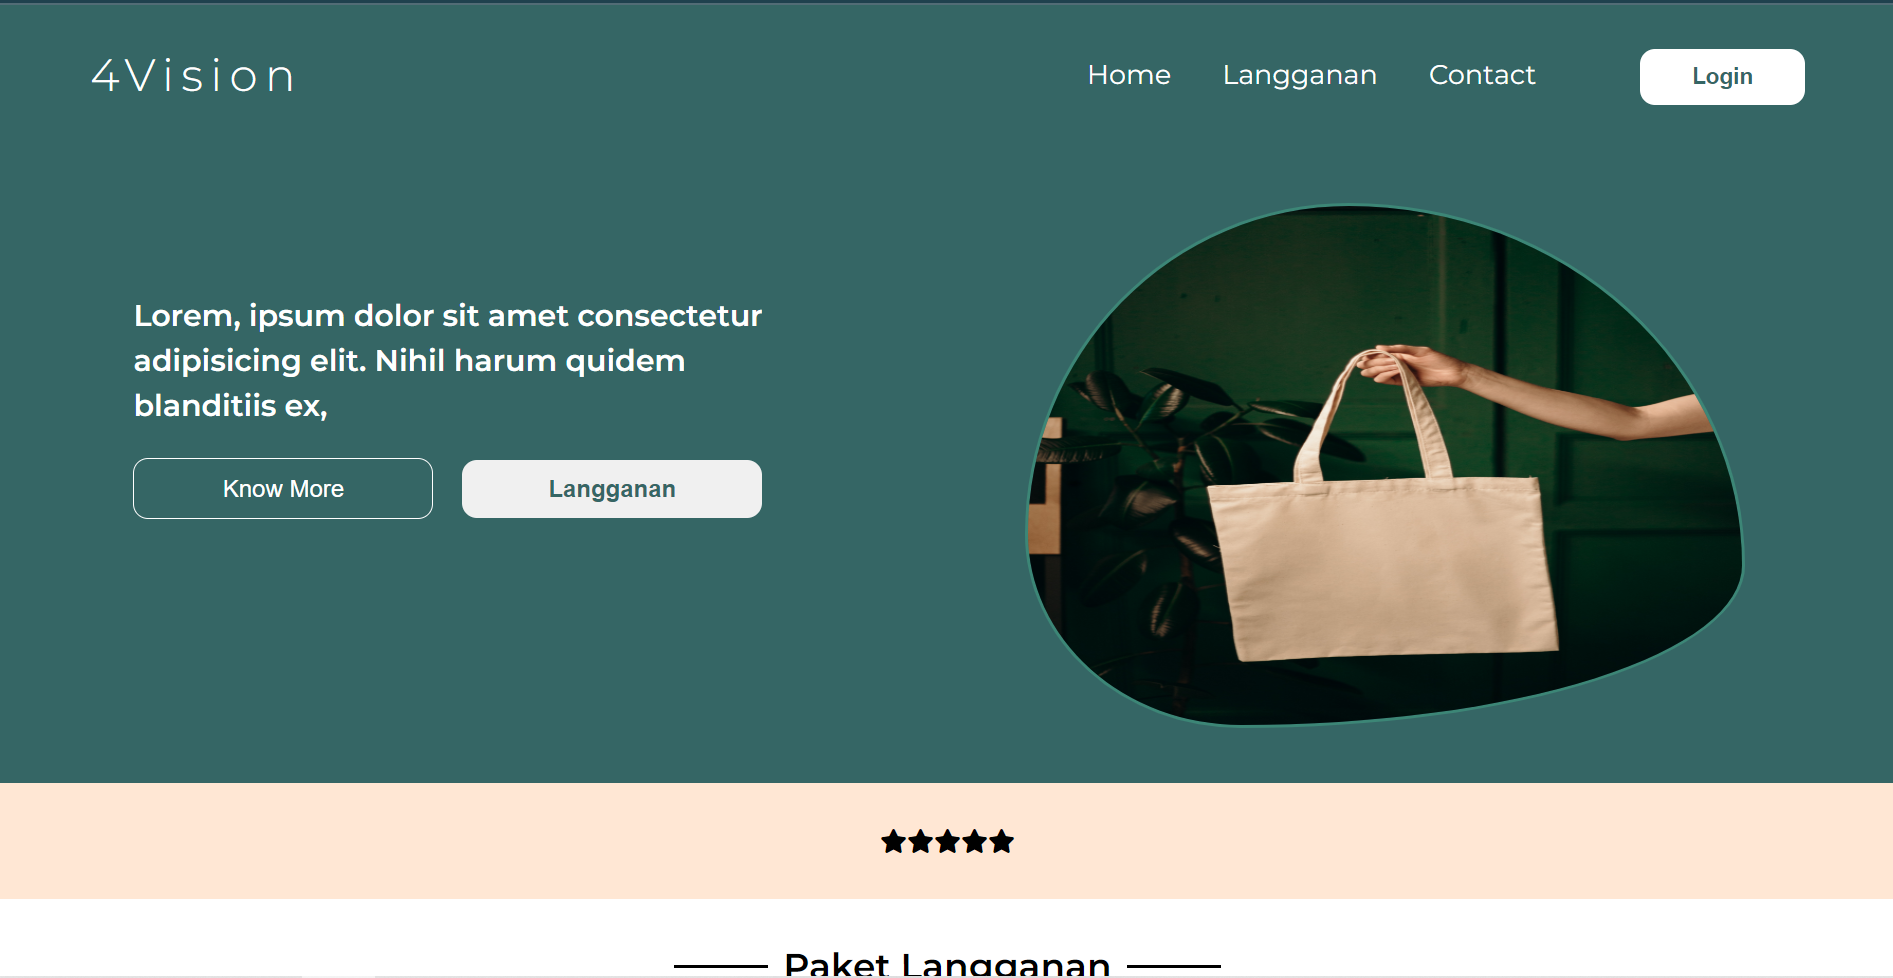 4Vision
Home
Langganan
Contact
Login
Lorem, ipsum dolor sit amet consectetur
adipisicing elit. Nihil harum quidem
blanditiis ex,
Know More
Langganan
Paket Langganan